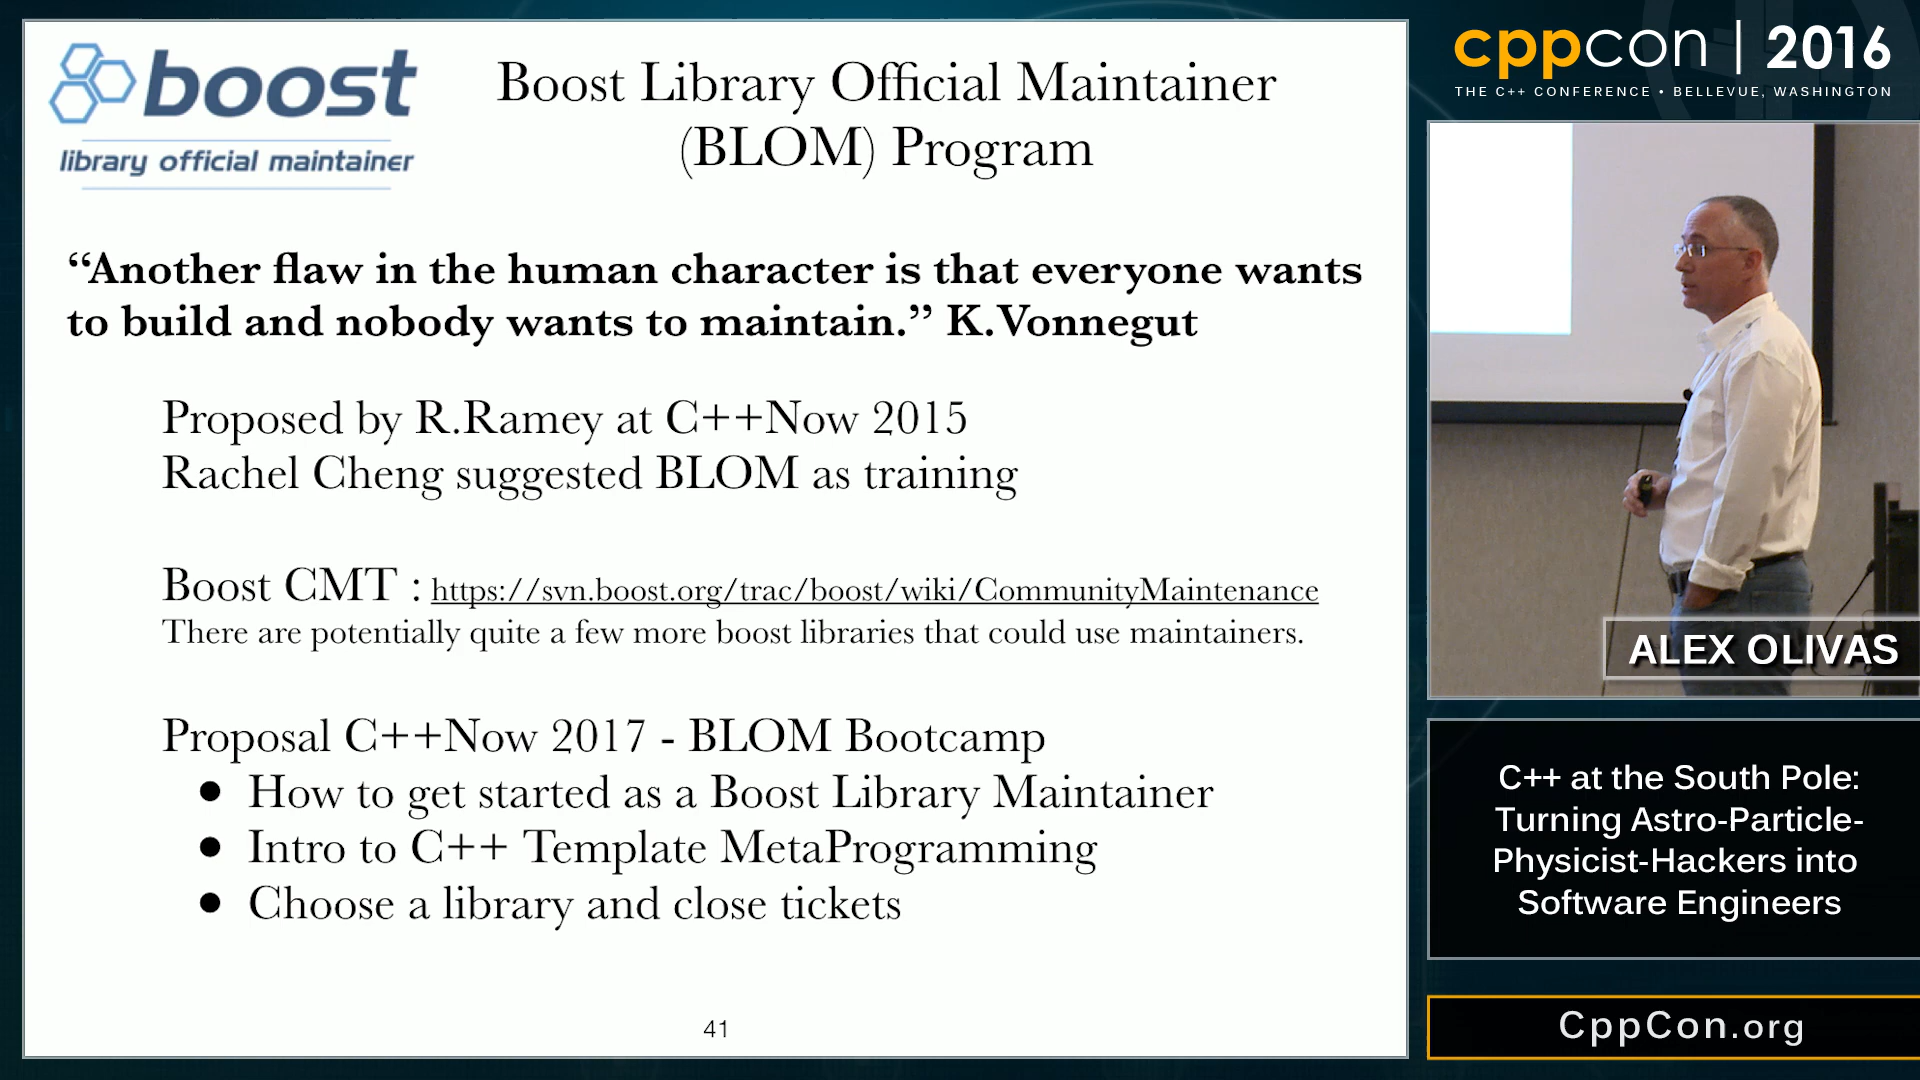 boost
library official maintainer
Boost Library Official Maintainer
(BLOM) Program
“Another flaw in the human character is that everyone wants
to build and nobody wants to maintain.” K.Vonnegut
Proposed by R.Ramey at C++Now 2015
Rachel Cheng suggested BLOM as training
Boost CMT : https://svn.boost.org/trac/boost/wiki/CommunityMaintenance
There are potentially quite a few more boost libraries that could use maintainers.
Proposal C++Now 2017 - BLOM Bootcamp
● How to get started as a Boost Library Maintainer
● Intro to C++ Template MetaProgramming
● Choose a library and close tickets
41
cppcon | 2016
THE C++ CONFERENCE • BELLEVUE, WASHINGTON
ALEX OLIVAS
C++ at the South Pole:
Turning Astro-Particle-
Physicist-Hackers into
Software Engineers
CppCon.org